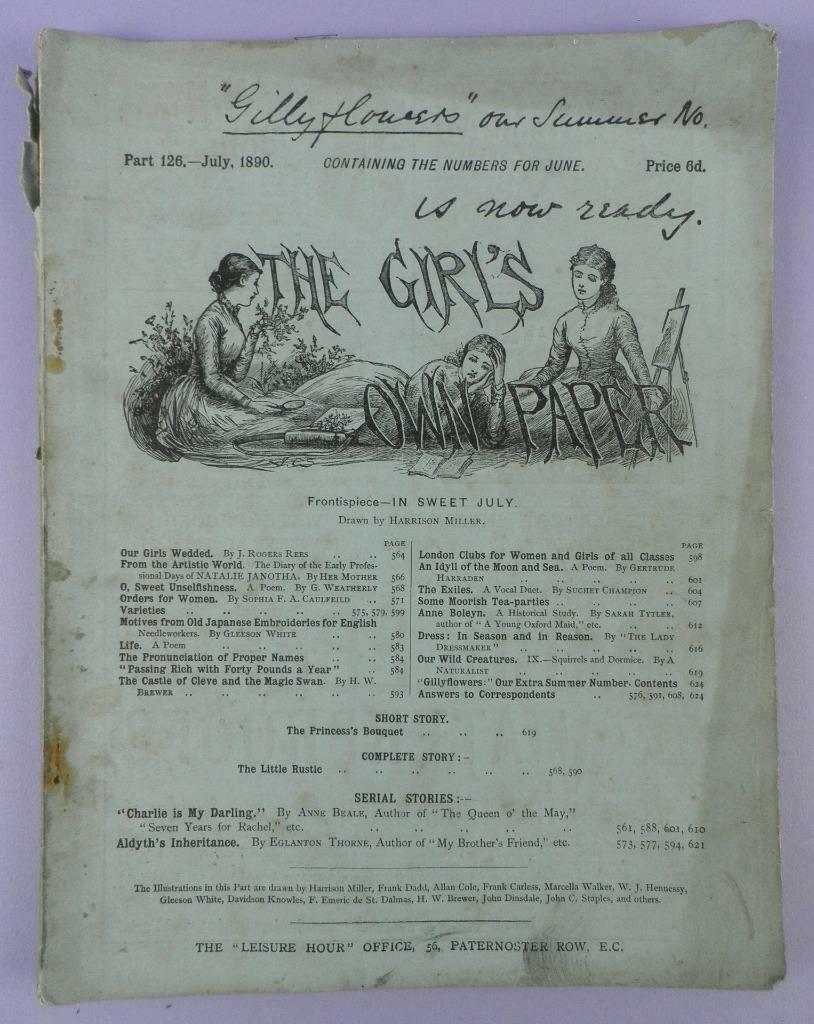 "Gillyflowers" our Summer No.
Part 126.—July, 1890. CONTAINING THE NUMBERS FOR JUNE. Price 6d.
is now ready.
THE GIRL'S
OWN PAPER
Frontispiece—IN SWEET JULY.
Drawn by HARRISON MILLER.
PAGE
Our Girls Wedded. By J. ROGERS REES .. .. 564
From the Artistic World. The Diary of the Early Profes-
sional Days of NATALIE JANOTHA. By HER MOTHER 566
O, Sweet Unselfishness. A Poem. By G. WEATHERLY 568
Orders for Women. By SOPHIA F. A. CAULFEILD .. 571
Varieties .. .. .. .. .. 575, 579, 599
Motives from Old Japanese Embroideries for English
Needleworkers. By GLEESON WHITE .. .. 580
Life. A Poem .. .. .. .. .. 583
The Pronunciation of Proper Names .. .. 584
"Passing Rich with Forty Pounds a Year" .. 584
The Castle of Cleve and the Magic Swan. By H. W.
BREWER .. .. .. .. .. .. 593
PAGE
London Clubs for Women and Girls of all Classes 598
An Idyll of the Moon and Sea. A Poem. By GERTRUDE
HARRADEN .. .. .. .. .. 601
The Exiles. A Vocal Duet. By SUCHET CHAMPION .. 604
Some Moorish Tea-parties .. .. .. .. 607
Anne Boleyn. A Historical Study. By SARAH TYTLER,
author of "A Young Oxford Maid," etc. .. .. 612
Dress: In Season and in Reason. By "THE LADY
DRESSMAKER" .. .. .. .. .. 616
Our Wild Creatures. IX.—Squirrels and Dormice. By A
NATURALIST .. .. .. .. .. 619
"Gillyflowers:" Our Extra Summer Number. Contents 624
Answers to Correspondents .. 576, 591, 608, 624
SHORT STORY.
The Princess's Bouquet .. .. .. 619
COMPLETE STORY:—
The Little Rustic .. .. .. .. .. .. 568, 590
SERIAL STORIES:—
"Charlie is My Darling." By ANNE BEALE, Author of "The Queen o' the May,"
"Seven Years for Rachel," etc. .. .. .. .. .. 561, 588, 601, 610
Aldyth's Inheritance. By EGLANTON THORNE, Author of "My Brother's Friend," etc. 573, 577, 594, 621
The Illustrations in this Part are drawn by Harrison Miller, Frank Dadd, Allan Cole, Frank Carless, Marcella Walker, W. J. Hennessy,
Gleeson White, Davidson Knowles, F. Emeric de St. Dalmas, H. W. Brewer, John Dinsdale, John C. Staples, and others.
THE "LEISURE HOUR" OFFICE, 56, PATERNOSTER ROW, E.C.